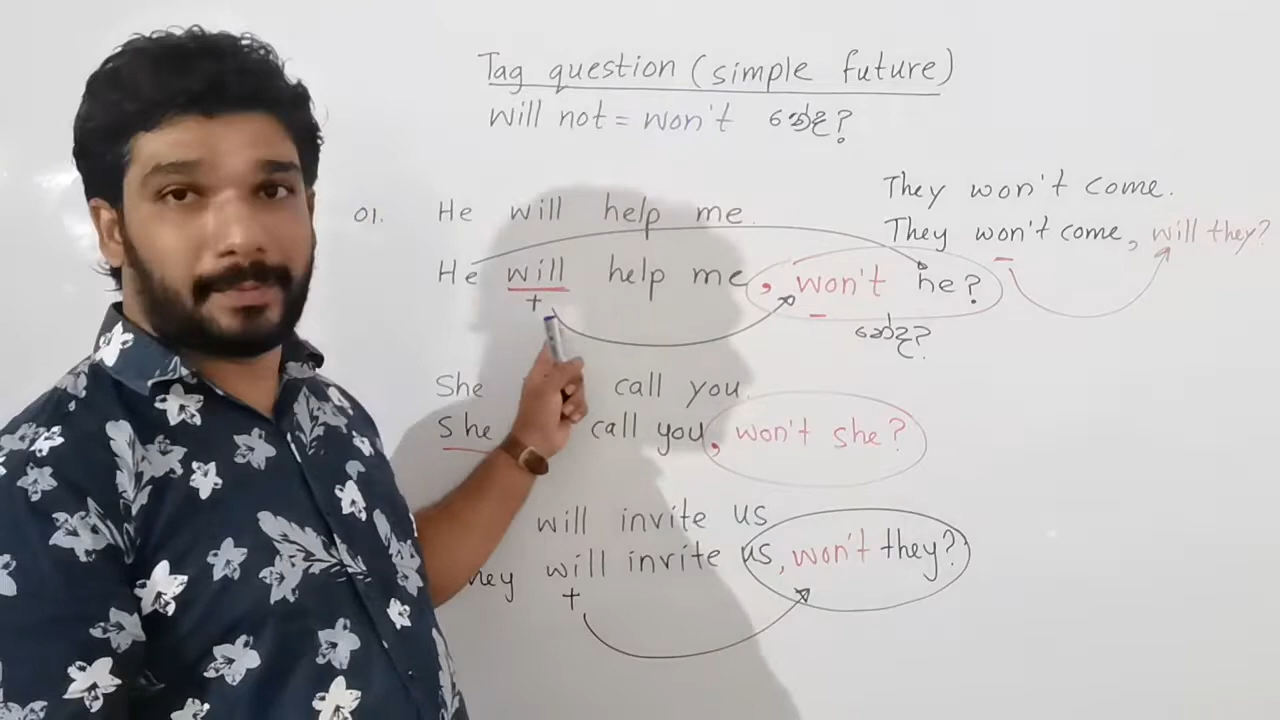 Tag question (simple future)
will not = won't නේද?
01. He will help me.
He will help me, won't he?
+
නේද?
They won't come.
They won't come, will they?
She call you.
She call you, won't she?
will invite us
will invite us, won't they?
+